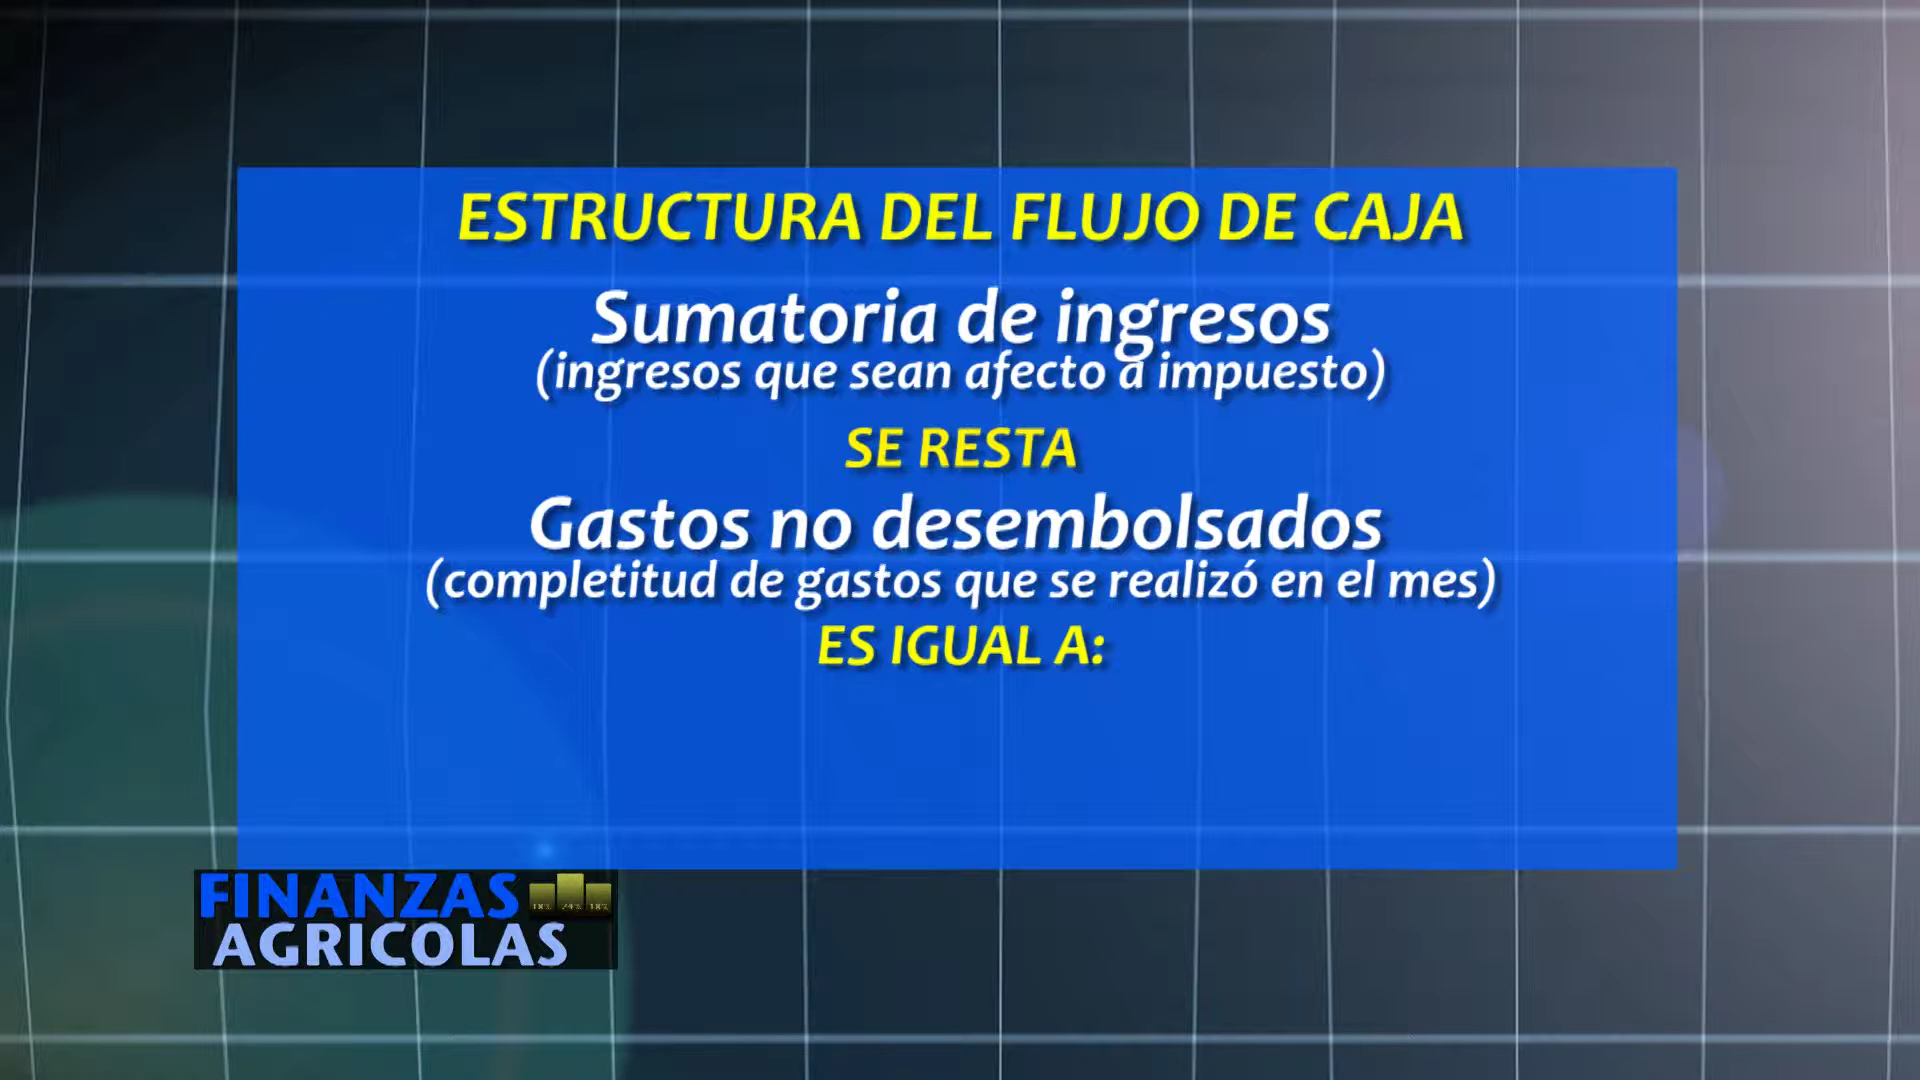 ESTRUCTURA DEL FLUJO DE CAJA
Sumatoria de ingresos
(ingresos que sean afecto a impuesto)
SE RESTA
Gastos no desembolsados
(completitud de gastos que se realizó en el mes)
ES IGUAL A:
FINANZAS
AGRICOLAS